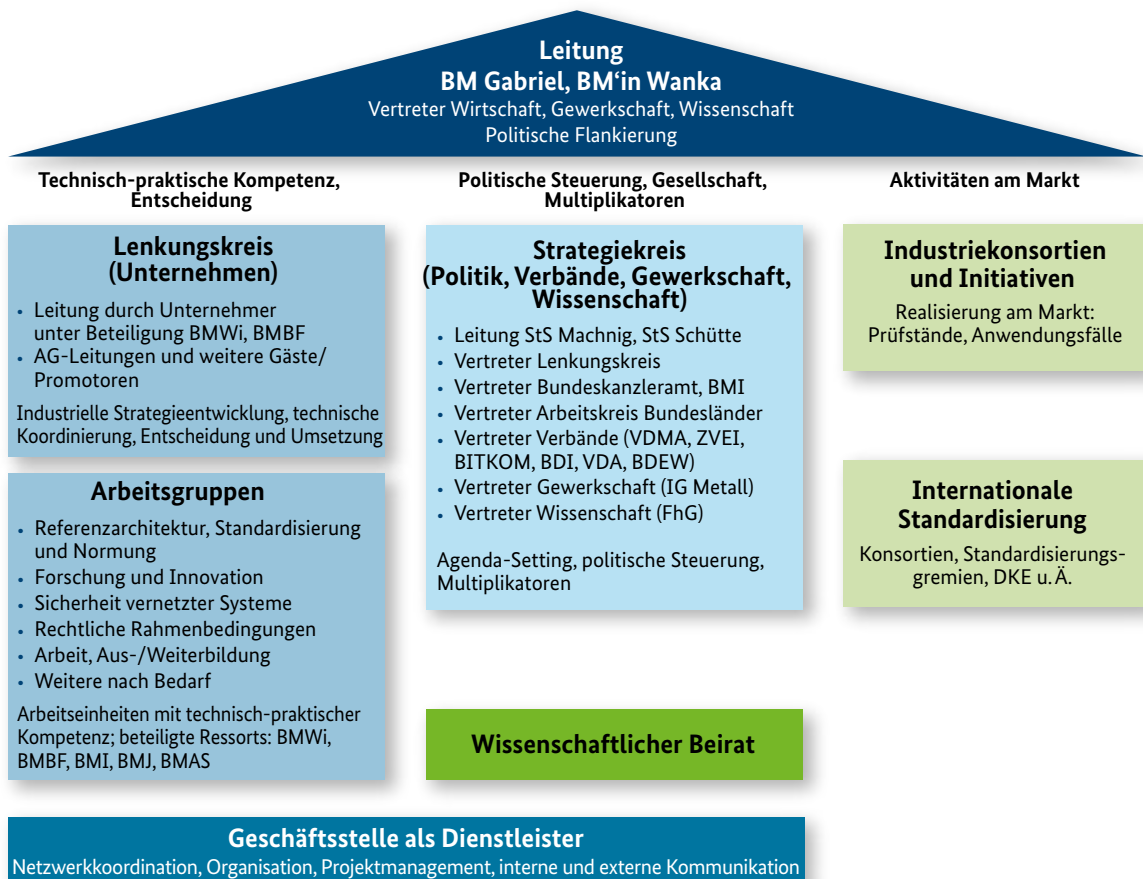 Leitung
BM Gabriel, BM‘in Wanka
Vertreter Wirtschaft, Gewerkschaft, Wissenschaft
Politische Flankierung
Technisch-praktische Kompetenz,
Entscheidung
Lenkungskreis
(Unternehmen)
• Leitung durch Unternehmer
unter Beteiligung BMWi, BMBF
• AG-Leitungen und weitere Gäste/
Promotoren
Industrielle Strategieentwicklung, technische
Koordinierung, Entscheidung und Umsetzung
Arbeitsgruppen
• Referenzarchitektur, Standardisierung
und Normung
• Forschung und Innovation
• Sicherheit vernetzter Systeme
• Rechtliche Rahmenbedingungen
• Arbeit, Aus-/Weiterbildung
• Weitere nach Bedarf
Arbeitseinheiten mit technisch-praktischer
Kompetenz; beteiligte Ressorts: BMWi,
BMBF, BMI, BMJ, BMAS
Politische Steuerung, Gesellschaft,
Multiplikatoren
Strategiekreis
(Politik, Verbände, Gewerkschaft,
Wissenschaft)
• Leitung StS Machnig, StS Schütte
• Vertreter Lenkungskreis
• Vertreter Bundeskanzleramt, BMI
• Vertreter Arbeitskreis Bundesländer
• Vertreter Verbände (VDMA, ZVEI,
BITKOM, BDI, VDA, BDEW)
• Vertreter Gewerkschaft (IG Metall)
• Vertreter Wissenschaft (FhG)
Agenda-Setting, politische Steuerung,
Multiplikatoren
Wissenschaftlicher Beirat
Aktivitäten am Markt
Industriekonsortien
und Initiativen
Realisierung am Markt:
Prüfstände, Anwendungsfälle
Internationale
Standardisierung
Konsortien, Standardisierungs-
gremien, DKE u. Ä.
Geschäftsstelle als Dienstleister
Netzwerkkoordination, Organisation, Projektmanagement, interne und externe Kommunikation